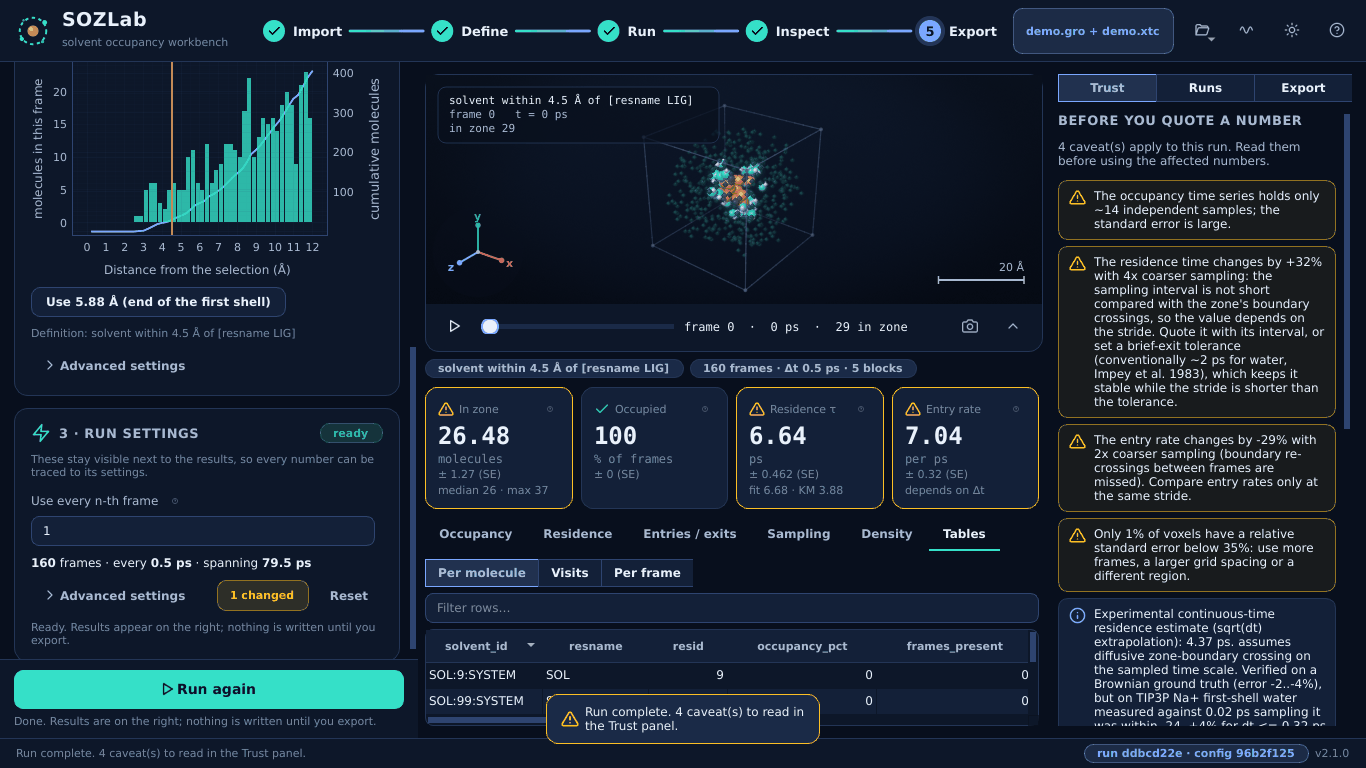 SOZLab
solvent occupancy workbench
Import
Define
Run
Inspect
5
Export
demo.gro + demo.xtc
molecules in this frame
20
15
10
5
0
400
300
200
100
cumulative molecules
0 1 2 3 4 5 6 7 8 9 10 11 12
Distance from the selection (Å)
Use 5.88 Å (end of the first shell)
Definition: solvent within 4.5 Å of [resname LIG]
Advanced settings
3 · RUN SETTINGS
ready
These stay visible next to the results, so every number can be
traced to its settings.
Use every n-th frame
1
160 frames · every 0.5 ps · spanning 79.5 ps
Advanced settings
1 changed
Reset
Ready. Results appear on the right; nothing is written until you
export.
Run again
Done. Results are on the right; nothing is written until you export.
solvent within 4.5 Å of [resname LIG]
frame 0 t = 0 ps
in zone 29
y
z
x
20 Å
frame 0 · 0 ps · 29 in zone
solvent within 4.5 Å of [resname LIG]
160 frames · Δt 0.5 ps · 5 blocks
In zone
26.48
molecules
± 1.27 (SE)
median 26 · max 37
Occupied
100
% of frames
± 0 (SE)
Residence τ
6.64
ps
± 0.462 (SE)
fit 6.68 · KM 3.88
Entry rate
7.04
per ps
± 0.32 (SE)
depends on Δt
Occupancy
Residence
Entries / exits
Sampling
Density
Tables
Per molecule
Visits
Per frame
Filter rows...
solvent_id resname resid occupancy_pct frames_present
SOL:9:SYSTEM SOL 9 0 0
SOL:99:SYSTEM 0 0
Run complete. 4 caveat(s) to read in
the Trust panel.
Trust
Runs
Export
BEFORE YOU QUOTE A NUMBER
4 caveat(s) apply to this run. Read them
before using the affected numbers.
The occupancy time series holds only
~14 independent samples; the
standard error is large.
The residence time changes by +32%
with 4x coarser sampling: the
sampling interval is not short
compared with the zone's boundary
crossings, so the value depends on
the stride. Quote it with its interval, or
set a brief-exit tolerance
(conventionally ~2 ps for water,
Impey et al. 1983), which keeps it
stable while the stride is shorter than
the tolerance.
The entry rate changes by -29% with
2x coarser sampling (boundary re-
crossings between frames are
missed). Compare entry rates only at
the same stride.
Only 1% of voxels have a relative
standard error below 35%: use more
frames, a larger grid spacing or a
different region.
Experimental continuous-time
residence estimate (sqrt(dt)
extrapolation): 4.37 ps. assumes
diffusive zone-boundary crossing on
the sampled time scale. Verified on a
Brownian ground truth (error -2..-4%),
but on TIP3P Na+ first-shell water
measured against 0.02 ps sampling it
Run complete. 4 caveat(s) to read in the Trust panel.
run ddbcd22e · config 96b2f125
v2.1.0